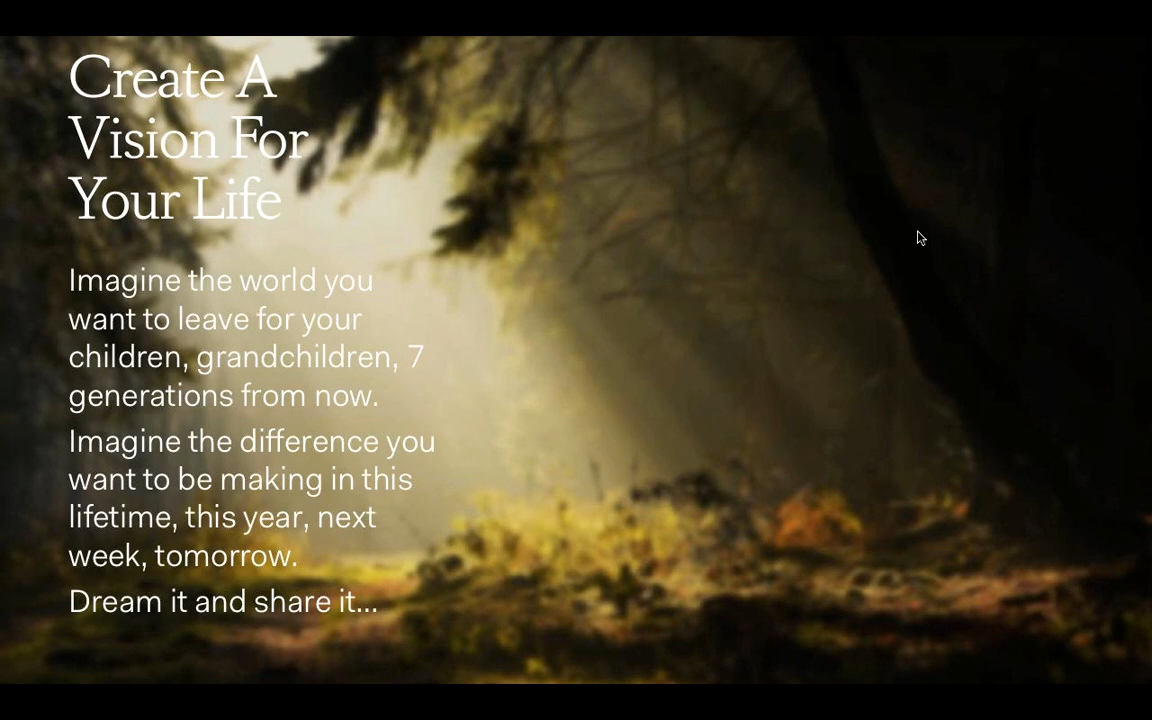 Create A
Vision For
Your Life
Imagine the world you
want to leave for your
children, grandchildren, 7
generations from now.
Imagine the difference you
want to be making in this
lifetime, this year, next
week, tomorrow.
Dream it and share it...